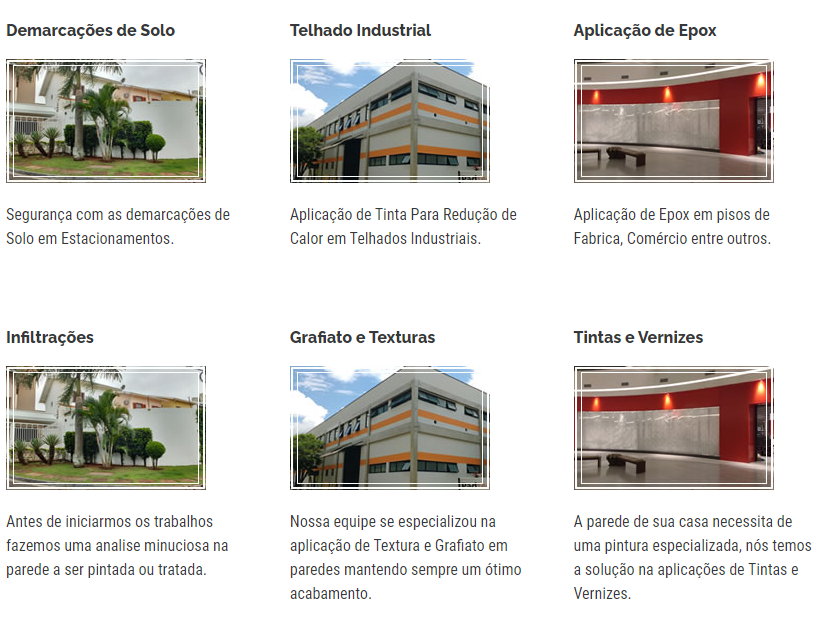 Demarcações de Solo
Telhado Industrial
Aplicação de Epox
Segurança com as demarcações de
Solo em Estacionamentos.
Aplicação de Tinta Para Redução de
Calor em Telhados Industriais.
Aplicação de Epox em pisos de
Fabrica, Comércio entre outros.
Infiltrações
Grafiato e Texturas
Tintas e Vernizes
Antes de iniciarmos os trabalhos
fazemos uma analise minuciosa na
parede a ser pintada ou tratada.
Nossa equipe se especializou na
aplicação de Textura e Grafiato em
paredes mantendo sempre um ótimo
acabamento.
A parede de sua casa necessita de
uma pintura especializada, nós temos
a solução na aplicações de Tintas e
Vernizes.